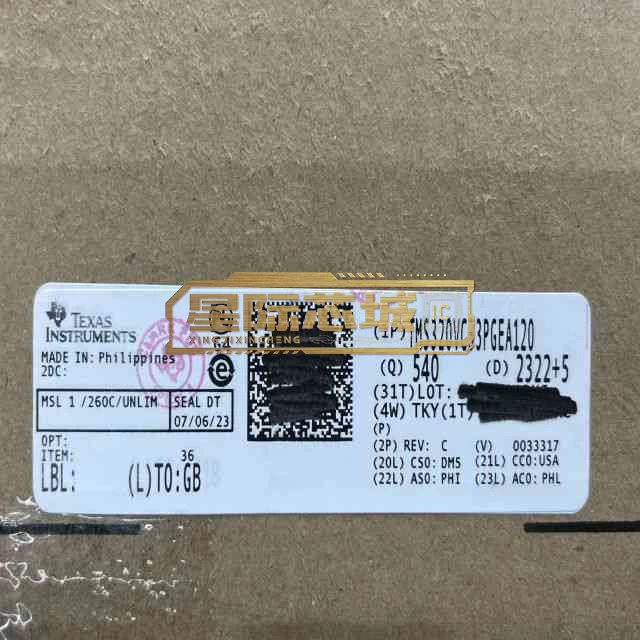 星际芯城 IC
XINGJIXINCHENG
TEXAS
INSTRUMENTS
MADE IN: Philippines
2DC:
MSL 1 /260C/UNLIM
SEAL DT
07/06/23
OPT:
ITEM: 36
LBL: (L)TO:GB
(1P)
3PGEA120
(Q) 540 (D) 2322+5
(31T)LOT:
(4W) TKY(1T)
(P)
(2P) REV: C (V) 0033317
(20L) CSO: DMS (21L) CCO:USA
(22L) ASO: PHI (23L) ACO: PHL